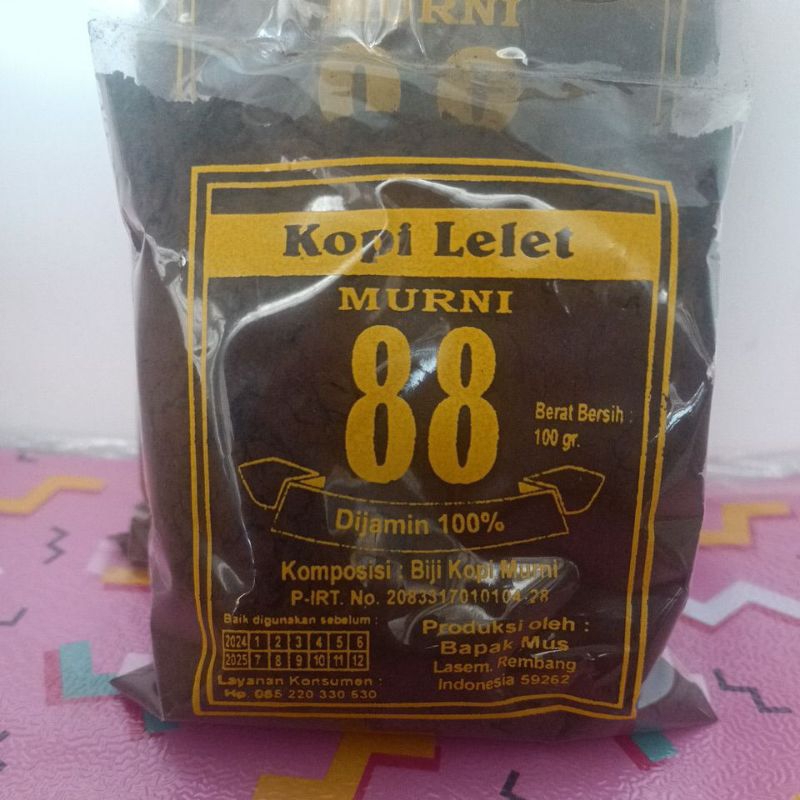 MURNI
88
Kopi Lelet
MURNI
88
Berat Bersih :
100 gr.
Dijamin 100%
Komposisi : Biji Kopi Murni
P-IRT. No. 2083317010104-28
Baik digunakan sebelum :
2024 1 2 3 4 5 6
2025 7 8 9 10 11 12
Layanan Konsumen :
Hp. 085 220 330 530
Produksi oleh :
Bapak Mus
Lasem, Rembang
Indonesia 59262